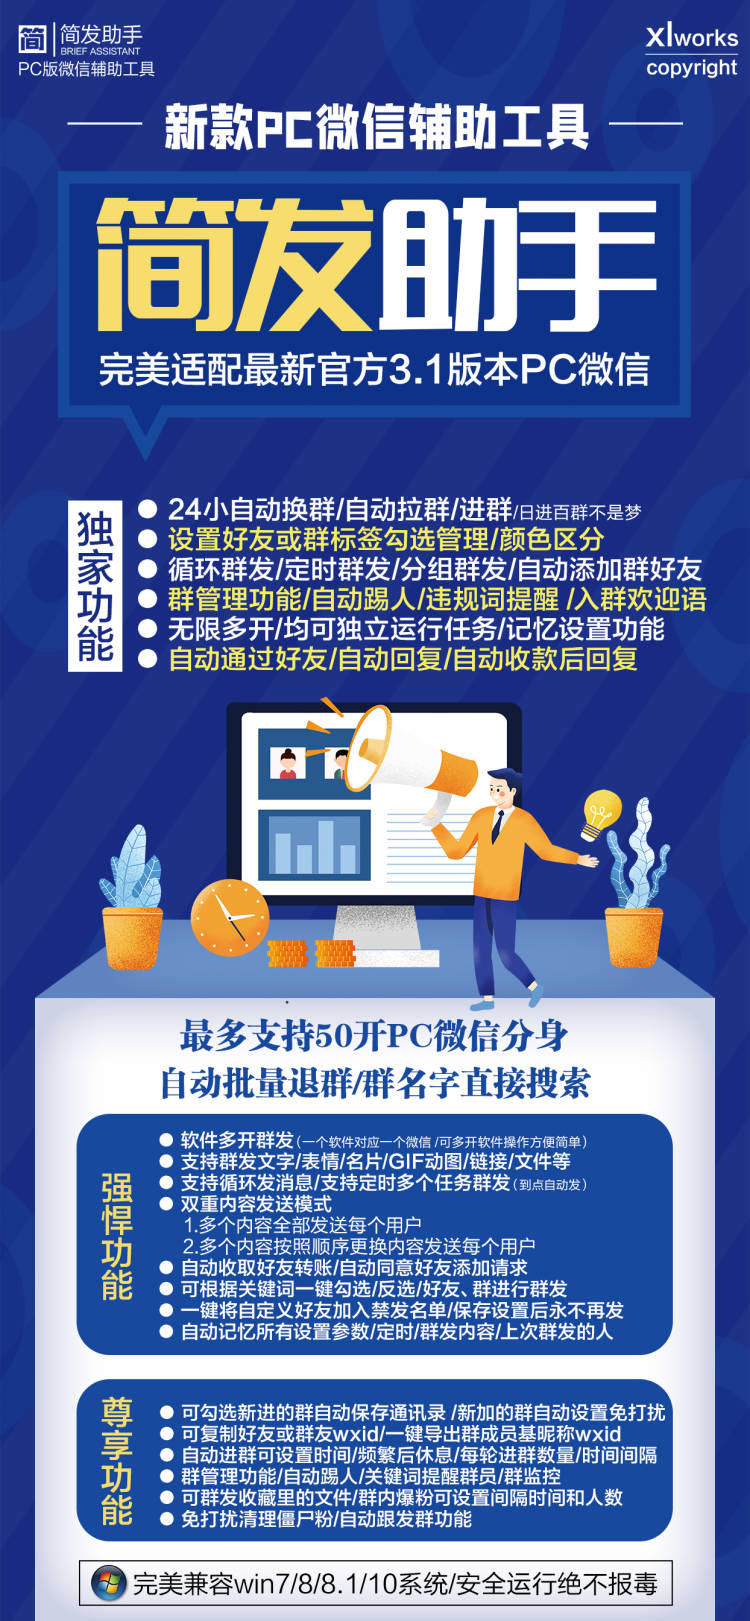 简 简发助手
BRIEF ASSISTANT
PC版微信辅助工具
xlworks
copyright
新款PC微信辅助工具
简发助手
完美适配最新官方3.1版本PC微信
独家功能
24小自动换群/自动拉群/进群/日进百群不是梦
设置好友或群标签勾选管理/颜色区分
循环群发/定时群发/分组群发/自动添加群好友
群管理功能/自动踢人/违规词提醒 /入群欢迎语
无限多开/均可独立运行任务/记忆设置功能
自动通过好友/自动回复/自动收款后回复
最多支持50开PC微信分身
自动批量退群/群名字直接搜索
强悍功能
软件多开群发(一个软件对应一个微信 /可多开软件操作方便简单)
支持群发文字/表情/名片/GIF动图/链接/文件等
支持循环发消息/支持定时多个任务群发(到点自动发)
双重内容发送模式
1.多个内容全部发送每个用户
2.多个内容按照顺序更换内容发送每个用户
自动收取好友转账/自动同意好友添加请求
可根据关键词一键勾选/反选/好友、群进行群发
一键将自定义好友加入禁发名单/保存设置后永不再发
自动记忆所有设置参数/定时/群发内容/上次群发的人
尊享功能
可勾选新进的群自动保存通讯录 /新加的群自动设置免打扰
可复制好友或群友wxid/一键导出群成员基昵称wxid
自动进群可设置时间/频繁后休息/每轮进群数量/时间间隔
群管理功能/自动踢人/关键词提醒群员/群监控
可群发收藏里的文件/群内爆粉可设置间隔时间和人数
免打扰清理僵尸粉/自动跟发群功能
完美兼容win7/8/8.1/10系统/安全运行绝不报毒